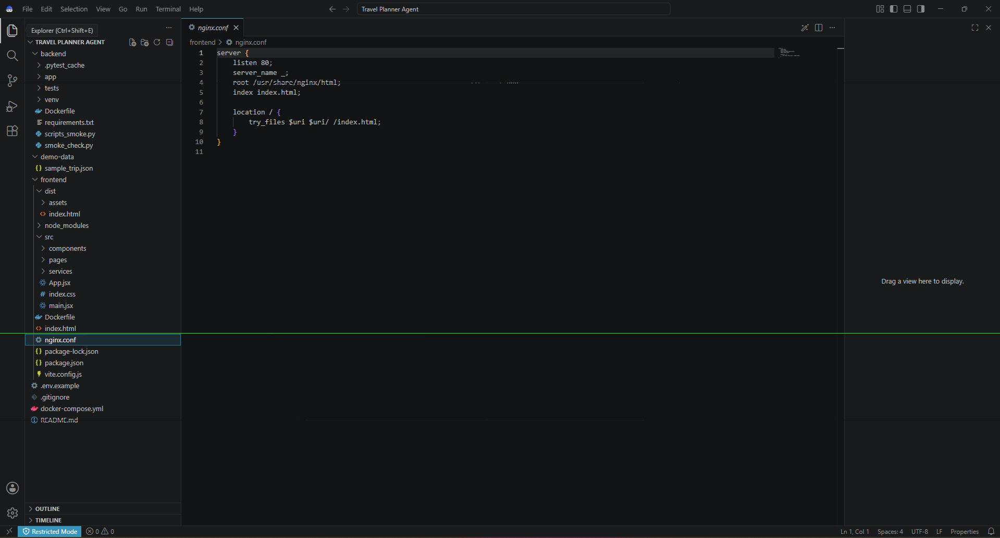 File Edit Selection View Go Run Terminal Help
Travel Planner Agent
Explorer (Ctrl+Shift+E)
TRAVEL PLANNER AGENT
backend
.pytest_cache
app
tests
venv
Dockerfile
requirements.txt
scripts_smoke.py
smoke_check.py
demo-data
sample_trip.json
frontend
dist
assets
index.html
node_modules
src
components
pages
services
App.jsx
index.css
main.jsx
Dockerfile
index.html
nginx.conf
package-lock.json
package.json
vite.config.js
.env.example
.gitignore
docker-compose.yml
README.md
OUTLINE
TIMELINE
nginx.conf
frontend > nginx.conf
1 server {
2 listen 80;
3 server_name _;
4 root /usr/share/nginx/html;
5 index index.html;
6
7 location / {
8 try_files $uri $uri/ /index.html;
9 }
10 }
11
Drag a view here to display.
Restricted Mode 0 0
Ln 1, Col 1 Spaces: 4 UTF-8 LF Properties